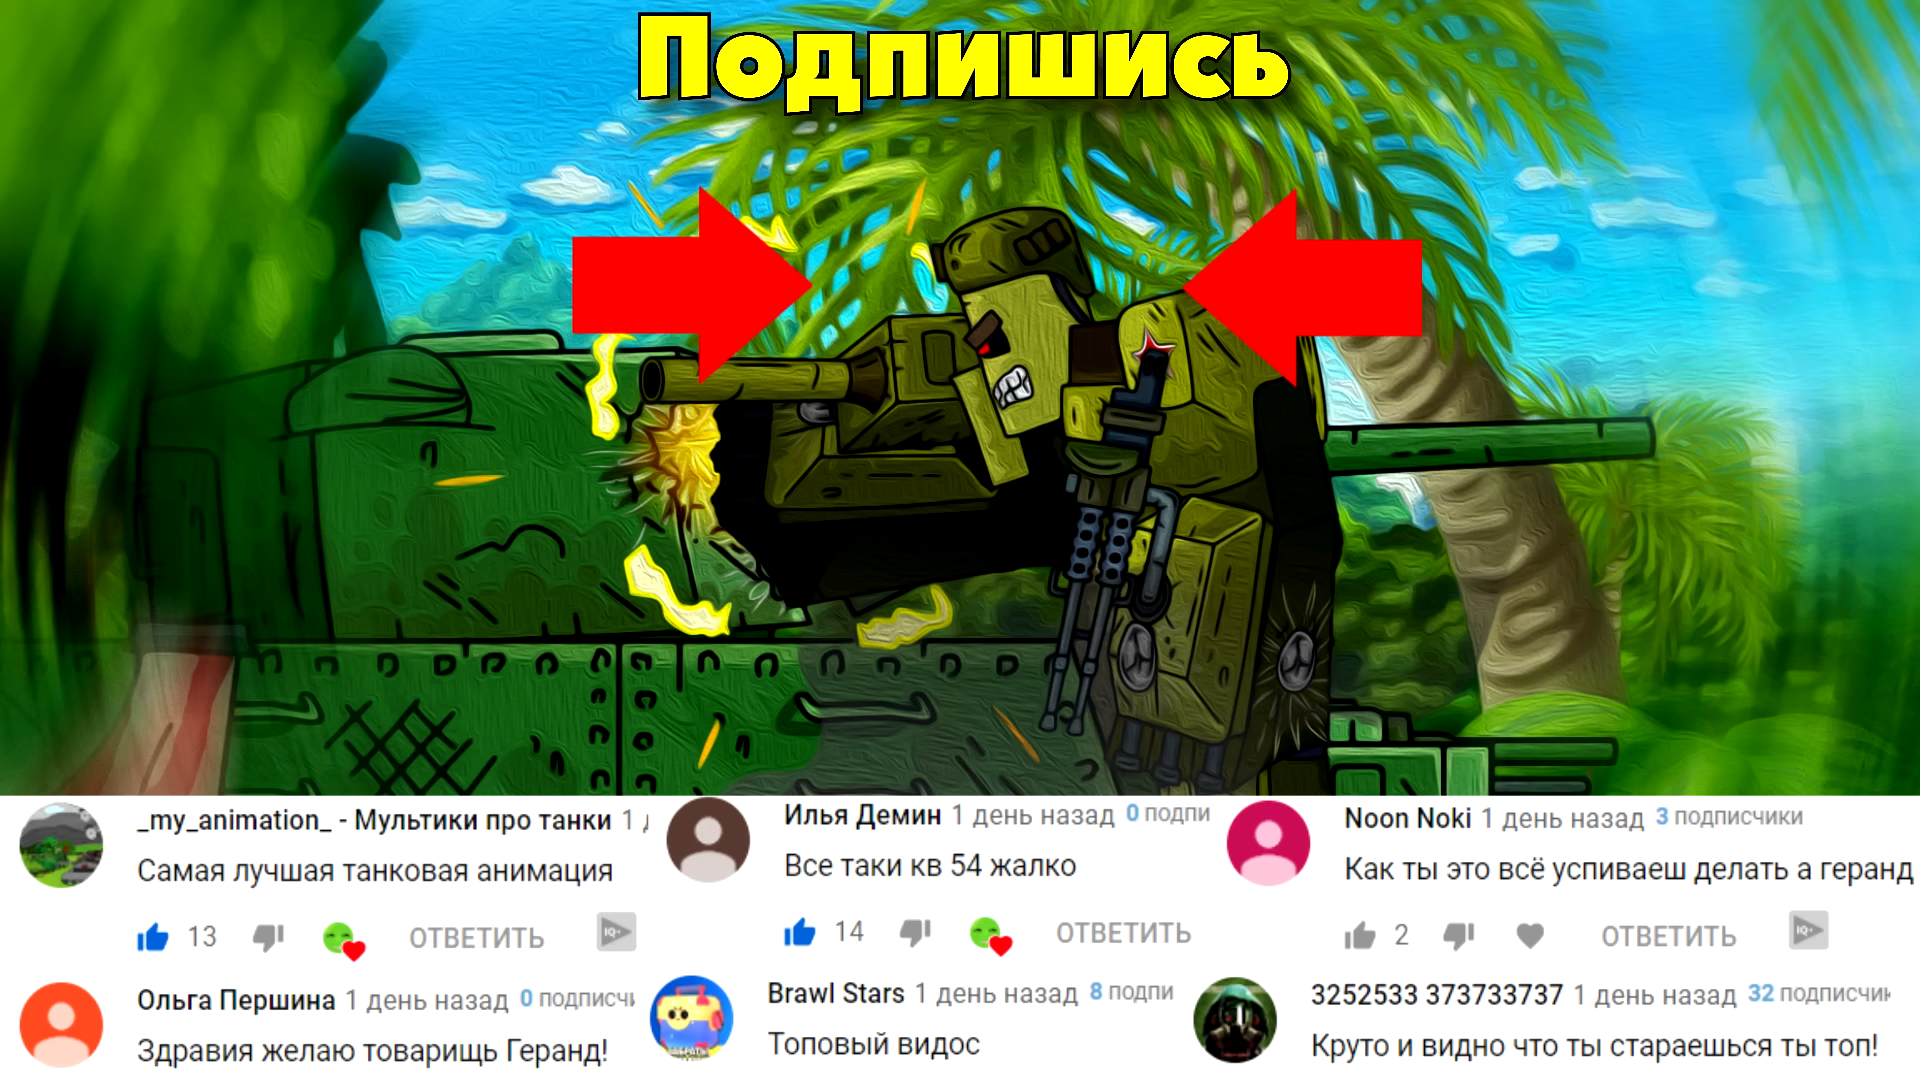 Подпишись
_my_animation_ - Мультики про танки 1
Самая лучшая танковая анимация
13 ОТВЕТИТЬ IQ+
Илья Демин 1 день назад 0 подпи
Все таки кв 54 жалко
14 ОТВЕТИТЬ
Noon Noki 1 день назад 3 подписчики
Как ты это всё успиваеш делать а геранд
2 ОТВЕТИТЬ IQ+
Ольга Першина 1 день назад 0 подписч
Здравия желаю товарищь Геранд!
Brawl Stars 1 день назад 8 подпи
Топовый видос
3252533 373733737 1 день назад 32 подписчик
Круто и видно что ты стараешься ты топ!